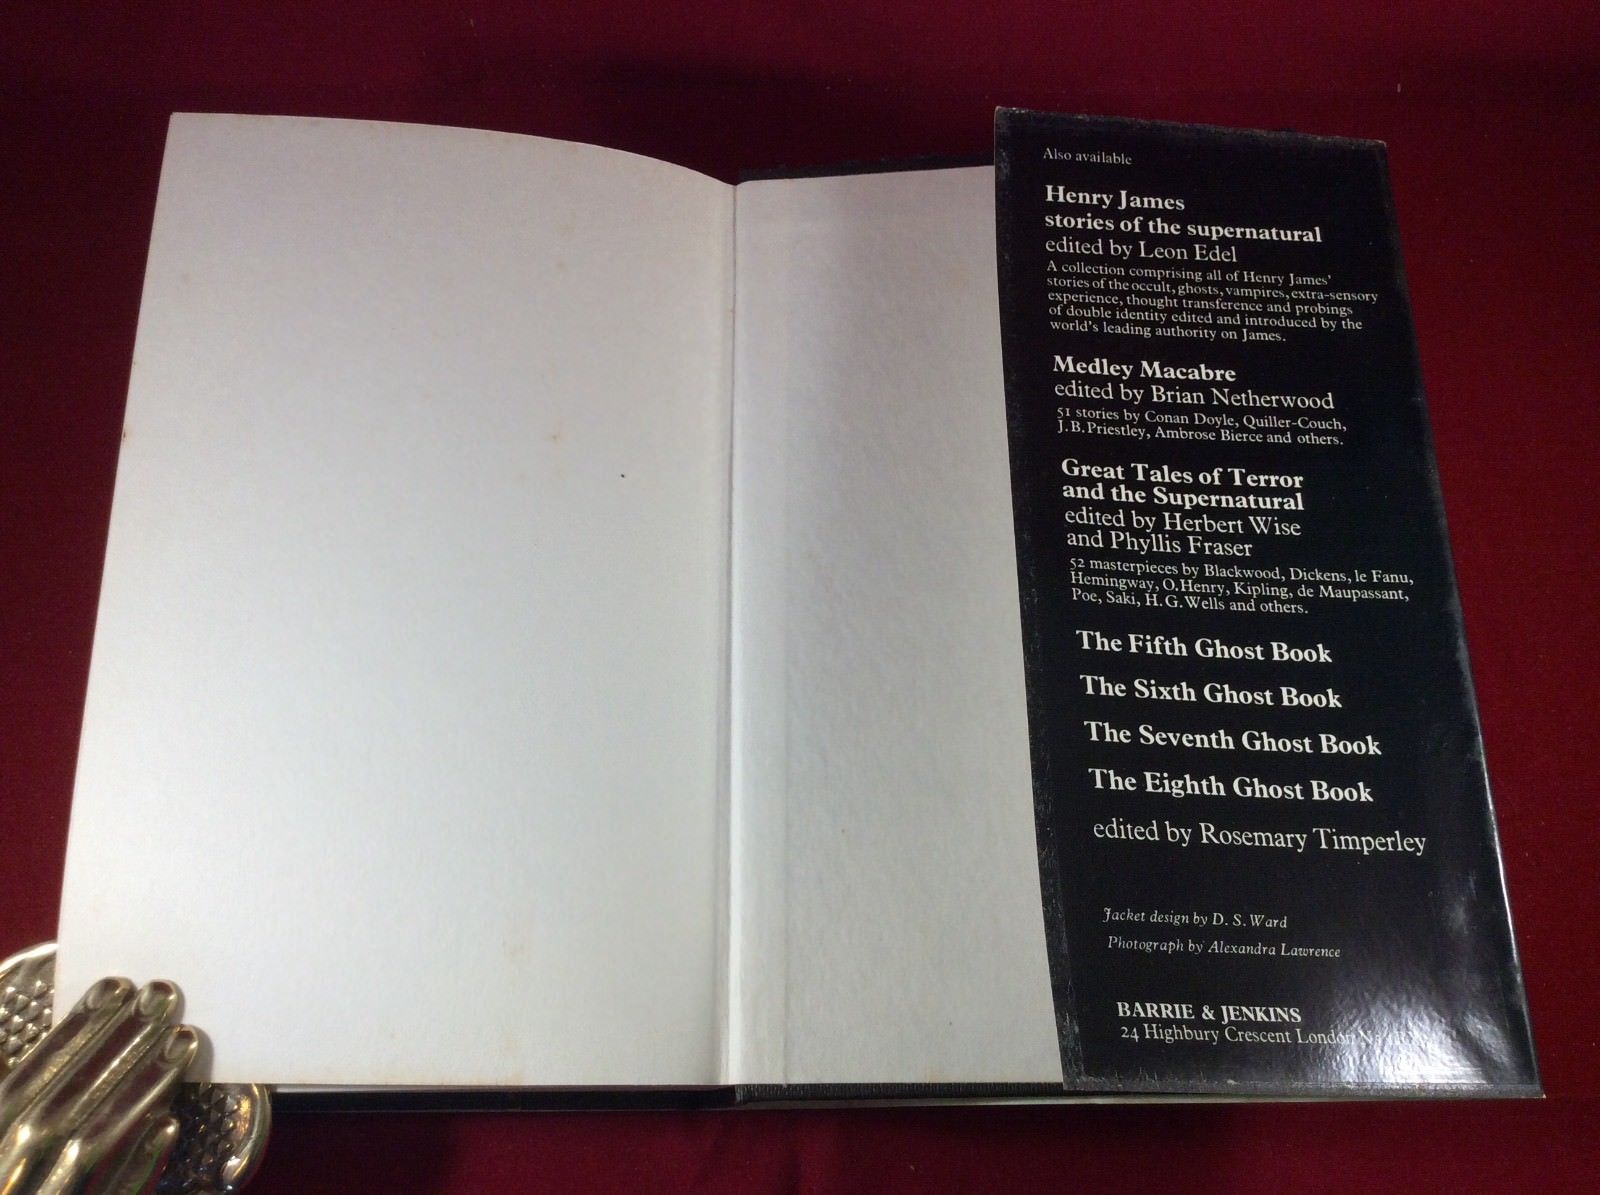 Also available
Henry James
stories of the supernatural
edited by Leon Edel
A collection comprising all of Henry James'
stories of the occult, ghosts, vampires, extra-sensory
experience, thought transference and probings
of double identity edited and introduced by the
world's leading authority on James.
Medley Macabre
edited by Brian Netherwood
51 stories by Conan Doyle, Quiller-Couch,
J.B.Priestley, Ambrose Bierce and others.
Great Tales of Terror
and the Supernatural
edited by Herbert Wise
and Phyllis Fraser
52 masterpieces by Blackwood, Dickens, le Fanu,
Hemingway, O.Henry, Kipling, de Maupassant,
Poe, Saki, H.G.Wells and others.
The Fifth Ghost Book
The Sixth Ghost Book
The Seventh Ghost Book
The Eighth Ghost Book
edited by Rosemary Timperley
Jacket design by D. S. Ward
Photograph by Alexandra Lawrence
BARRIE & JENKINS
24 Highbury Crescent London